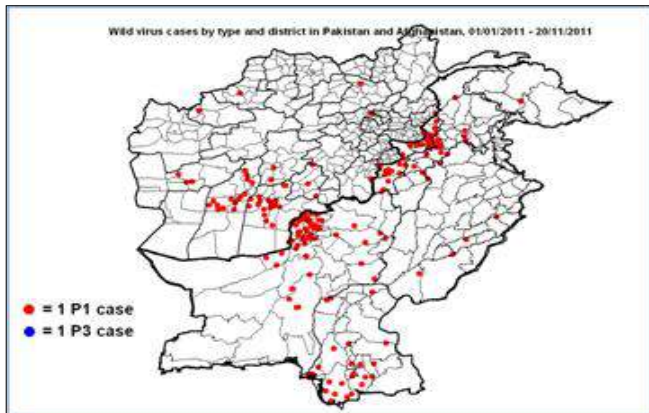 Wild virus cases by type and district in Pakistan and Afghanistan, 01/01/2011 - 20/11/2011
= 1 P1 case
= 1 P3 case